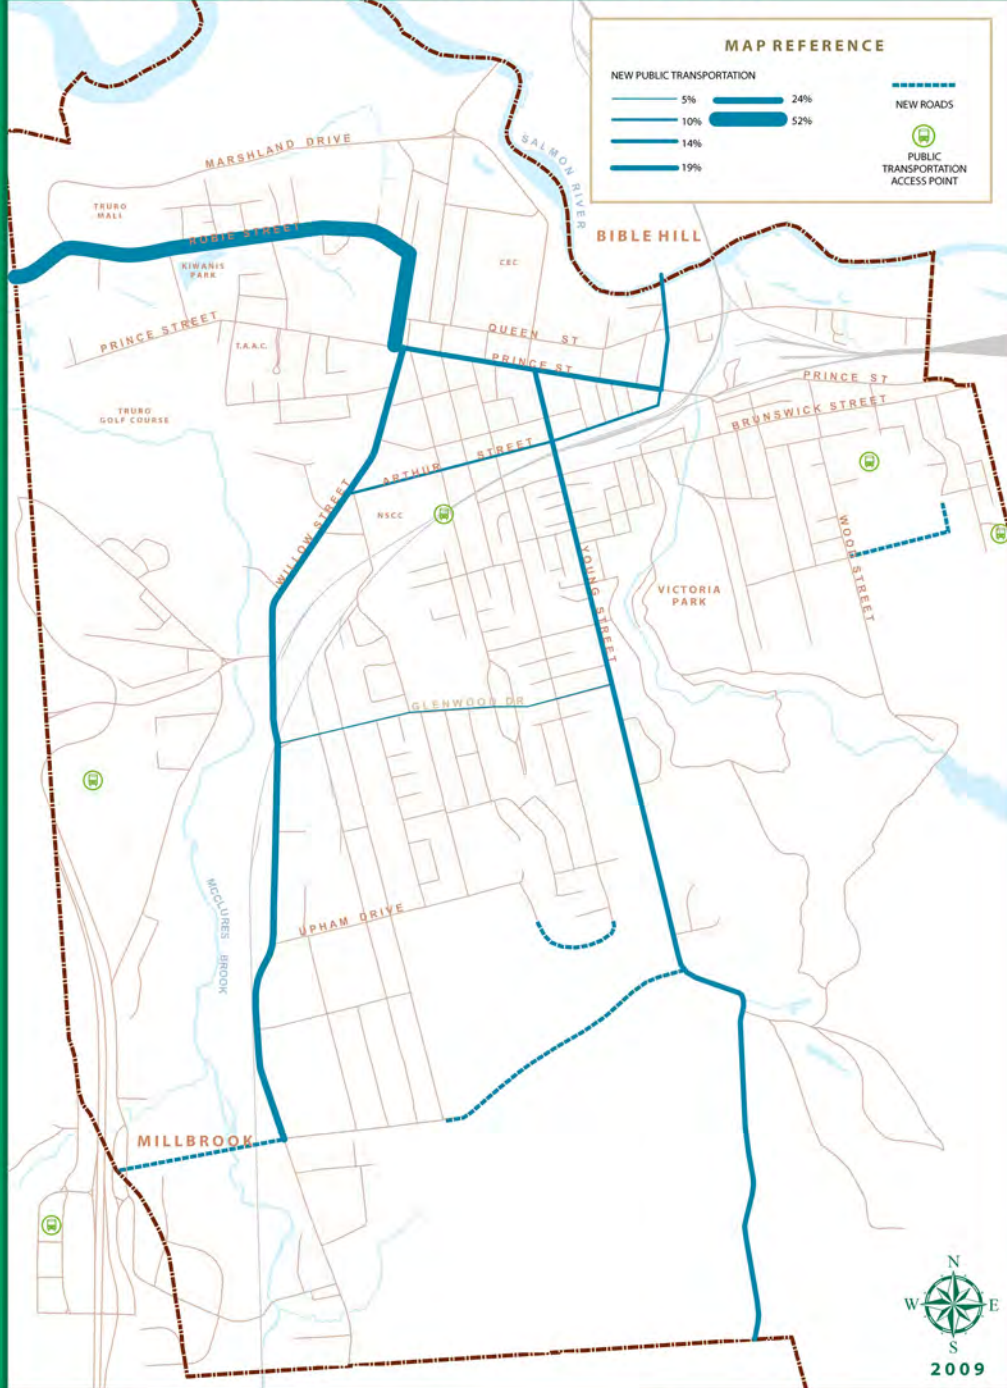 MAP REFERENCE
NEW PUBLIC TRANSPORTATION
5%
10%
14%
19%
24%
52%
NEW ROADS
PUBLIC
TRANSPORTATION
ACCESS POINT
SALMON RIVER
MARSHLAND DRIVE
TRURO
MALL
ROBIE STREET
BIBLE HILL
KIWANIS
PARK
CEC
PRINCE STREET
QUEEN ST
T.A.A.C.
PRINCE ST
PRINCE ST
TRURO
GOLF COURSE
BRUNSWICK STREET
ARTHUR STREET
WILLOW STREET
NSCC
YOUNG STREET
WOOD STREET
VICTORIA
PARK
GLENWOOD DR
MCCLURES BROOK
UPHAM DRIVE
MILLBROOK
N
W
E
S
2009